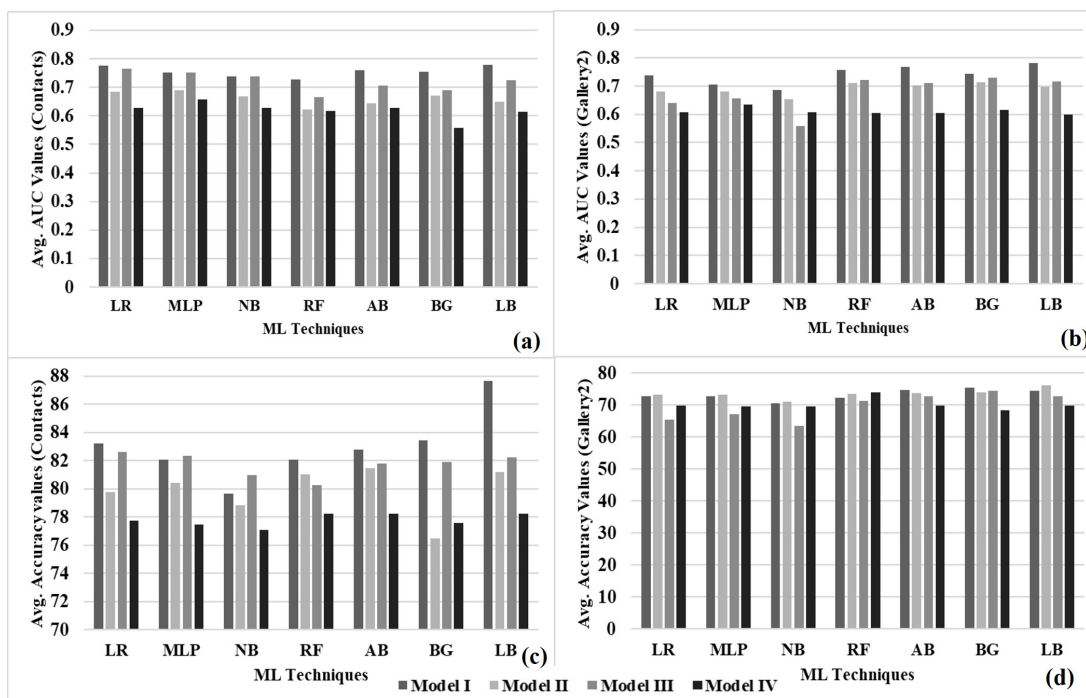 Avg. AUC Values (Contacts)
0.9
0.8
0.7
0.6
0.5
0.4
0.3
0.2
0.1
0
LR MLP NB RF AB BG LB
ML Techniques
(a)
Avg. AUC Values (Gallery2)
0.9
0.8
0.7
0.6
0.5
0.4
0.3
0.2
0.1
0
LR MLP NB RF AB BG LB
ML Techniques
(b)
Avg. Accuracy values (Contacts)
88
86
84
82
80
78
76
74
72
70
LR MLP NB RF AB BG LB
ML Techniques
(c)
Avg. Accuracy Values (Gallery2)
80
70
60
50
40
30
20
10
0
LR MLP NB RF AB BG LB
ML Techniques
(d)
Model I Model II Model III Model IV